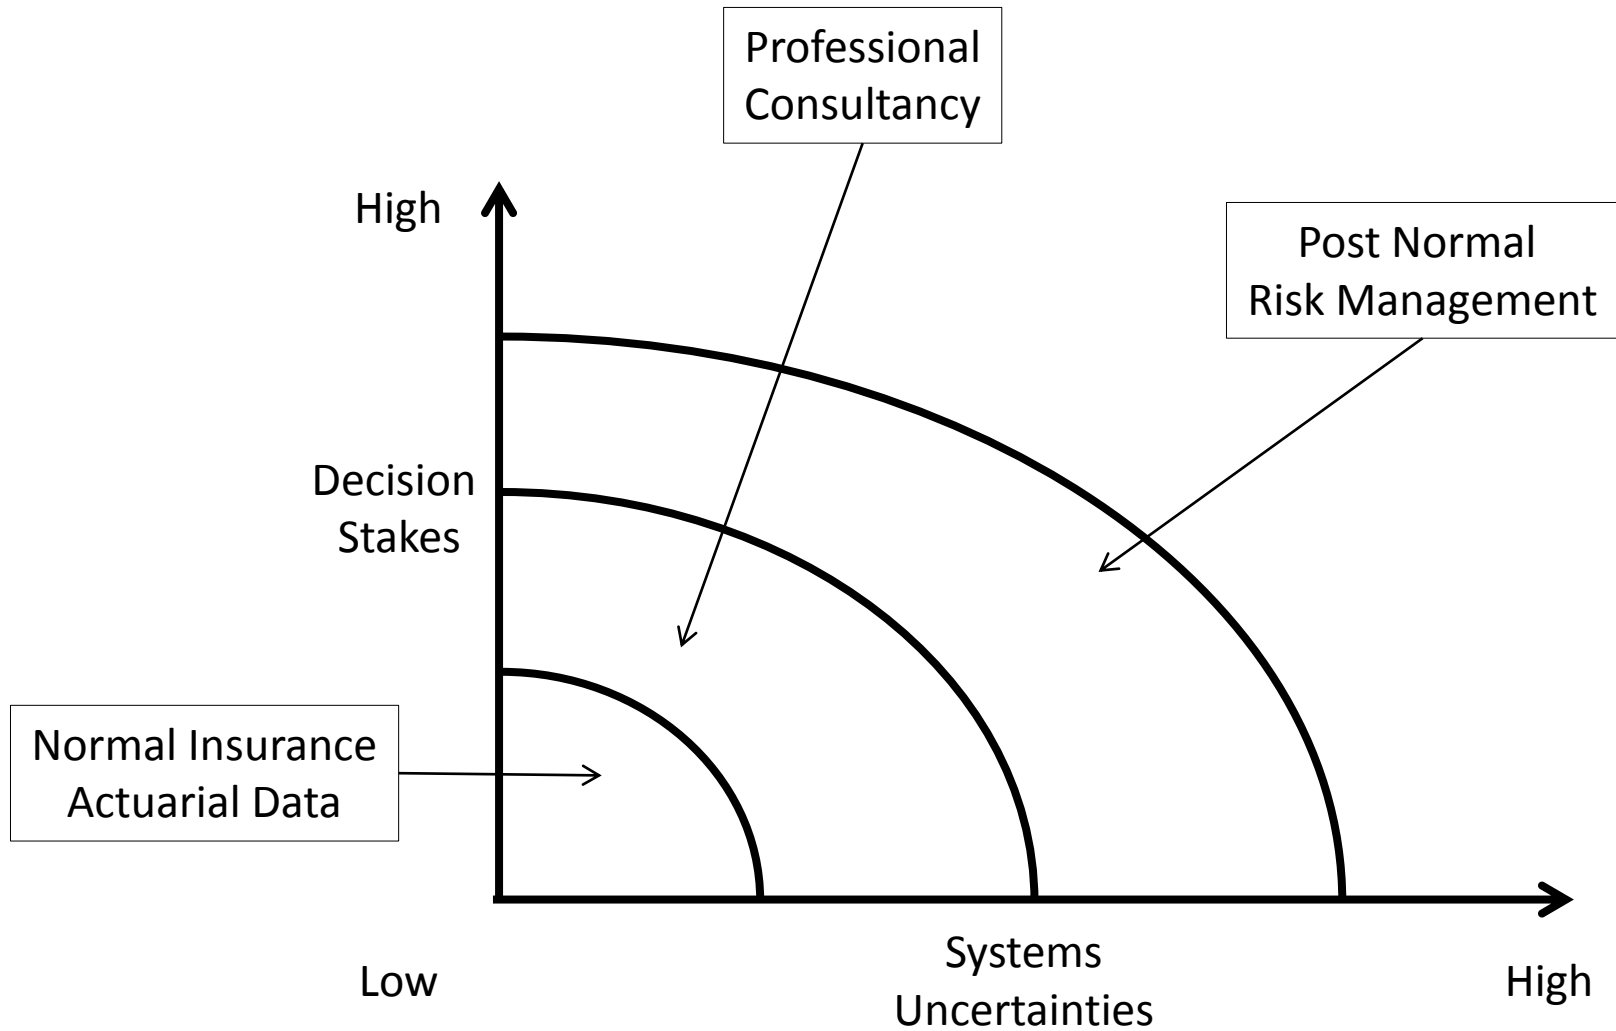 Professional
Consultancy
High
Post Normal
Risk Management
Decision
Stakes
Normal Insurance
Actuarial Data
Systems
Uncertainties
Low
High